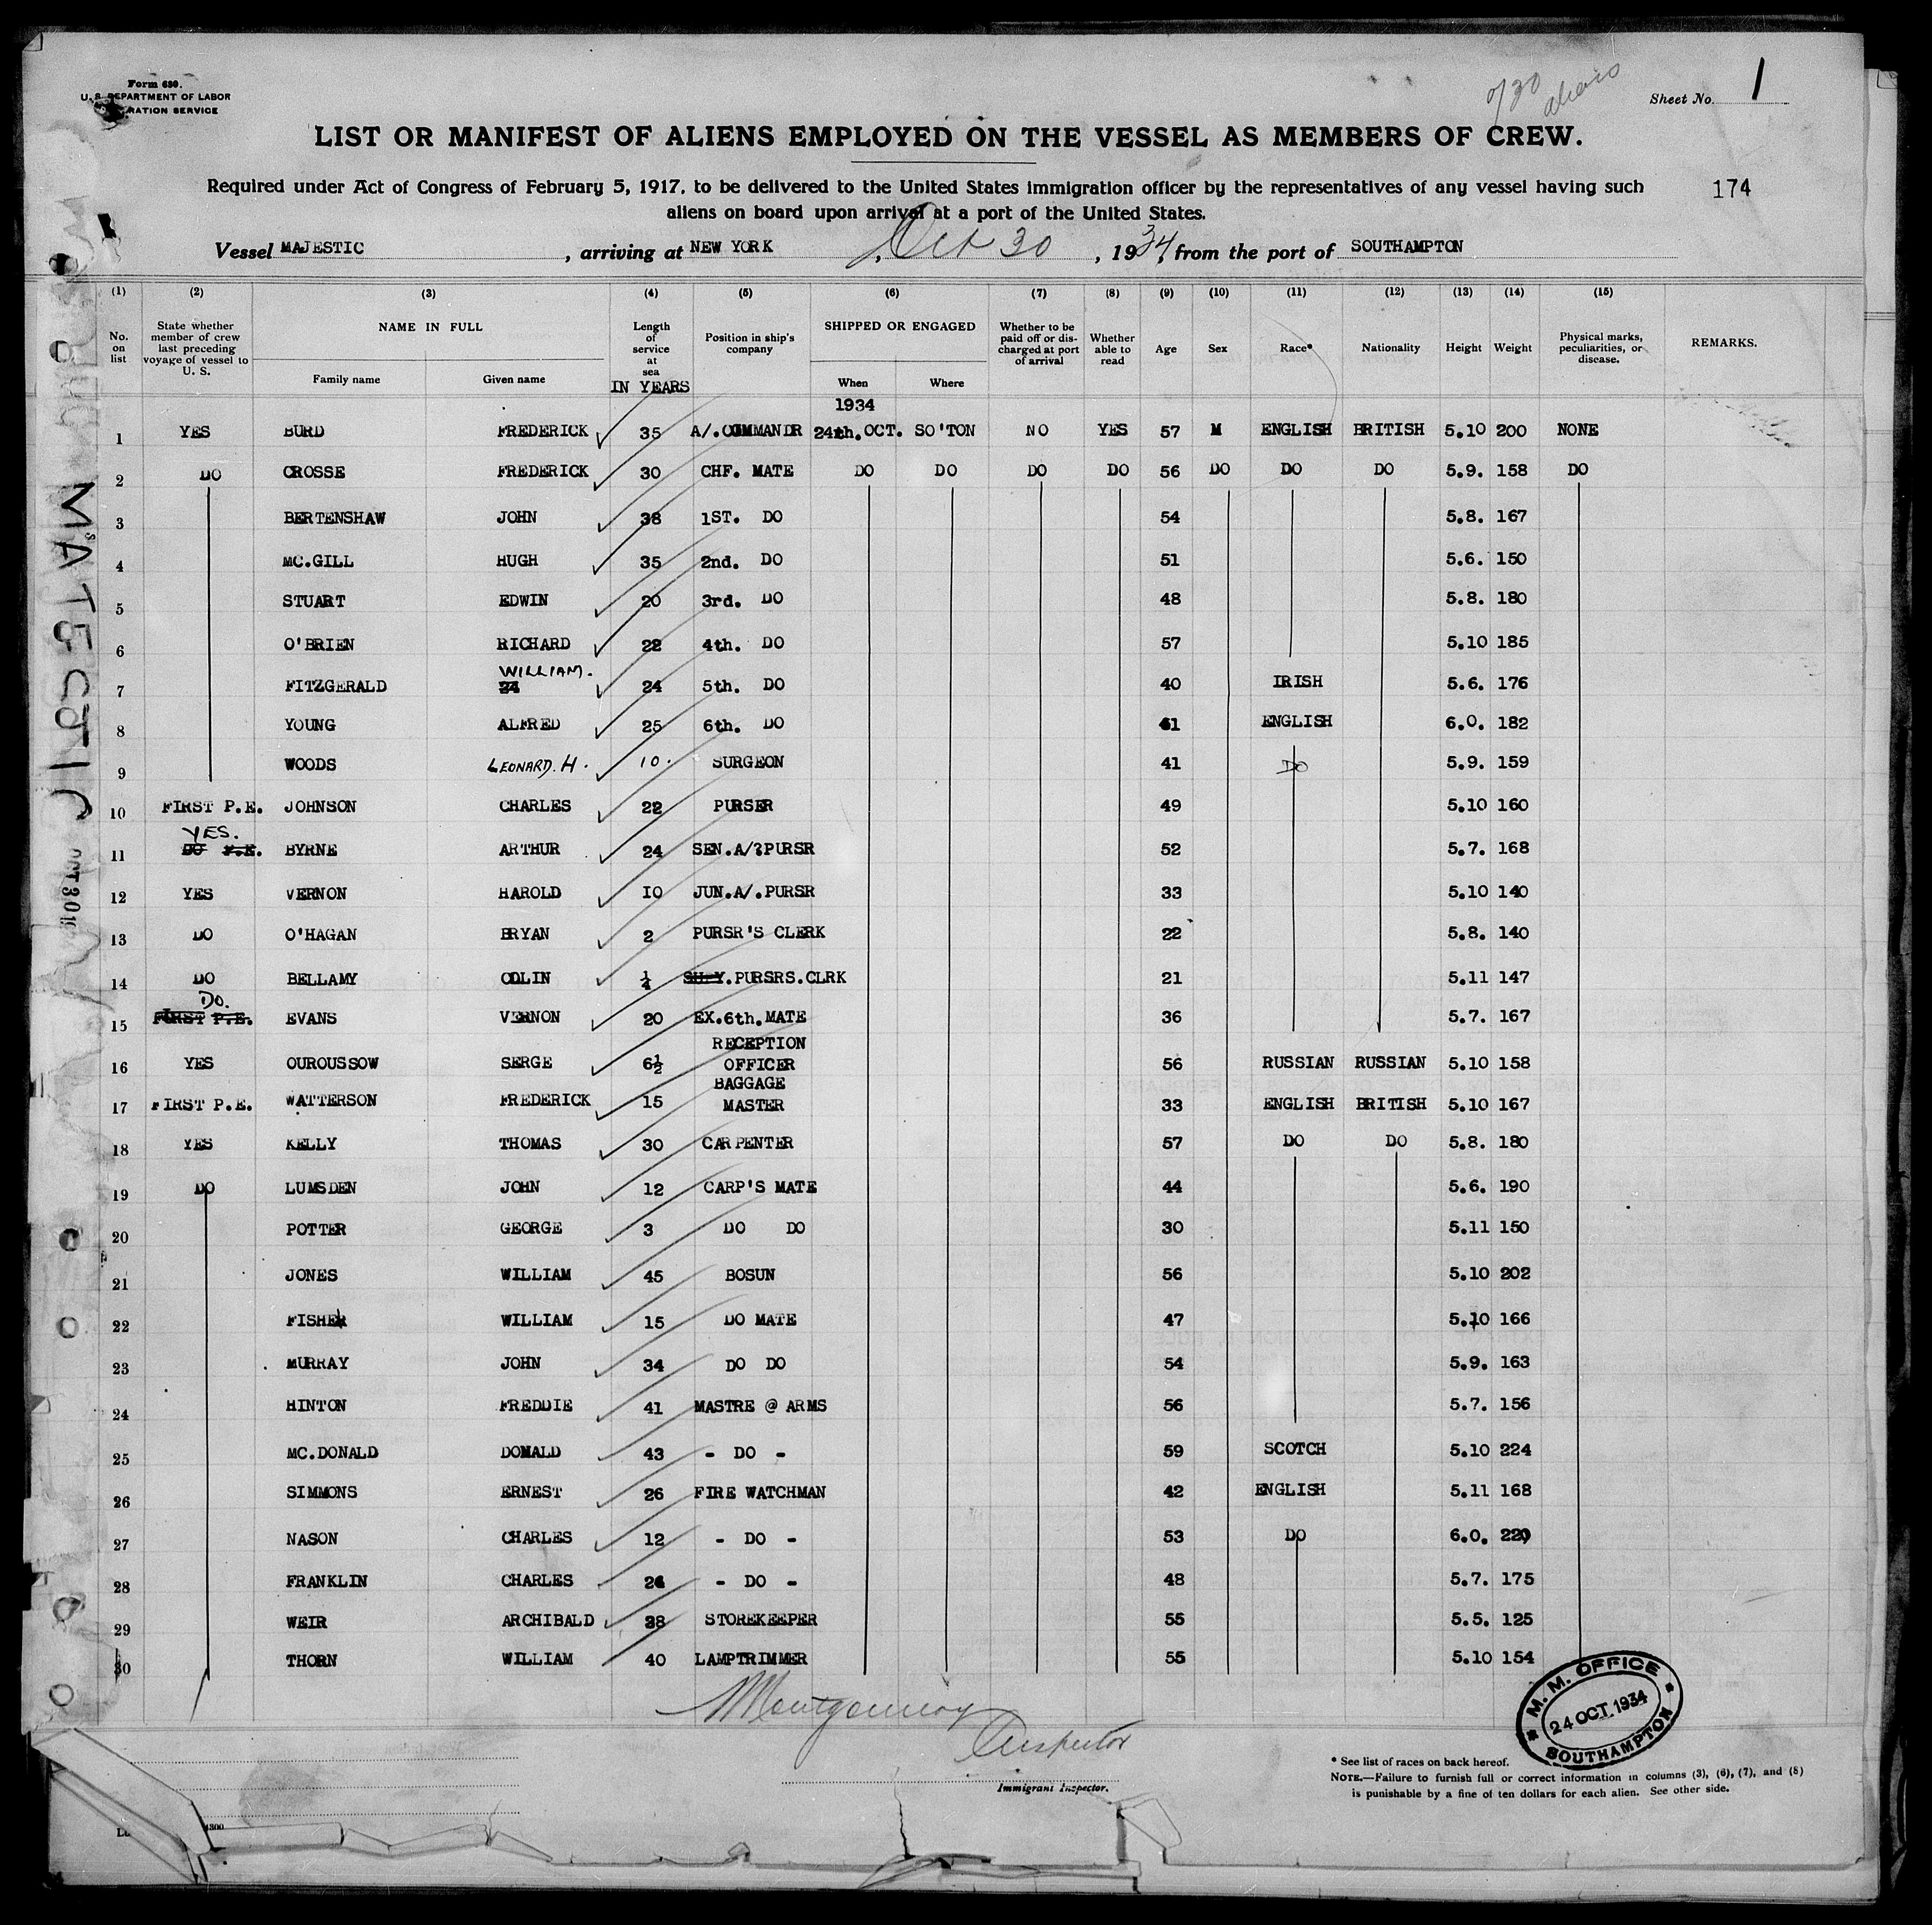 Form 680.
U. S. DEPARTMENT OF LABOR
RATION SERVICE
Sheet No. 1
LIST OR MANIFEST OF ALIENS EMPLOYED ON THE VESSEL AS MEMBERS OF CREW.
Required under Act of Congress of February 5, 1917, to be delivered to the United States immigration officer by the representatives of any vessel having such
aliens on board upon arrival at a port of the United States.
174
Vessel MAJESTIC, arriving at NEW YORK, Oct 30, 1934, from the port of SOUTHAMPTON
(1) (2) (3) (4) (5) (6) (7) (8) (9) (10) (11) (12) (13) (14) (15)
No. on list State whether member of crew last preceding voyage of vessel to U. S. NAME IN FULL Family name Given name Length of service at sea IN YEARS Position in ship's company SHIPPED OR ENGAGED When Where Whether to be paid off or discharged at port of arrival Whether able to read Age Sex Race* Nationality Height Weight Physical marks, peculiarities, or disease. REMARKS.
1934
1 YES BURD FREDERICK 35 A/.COMMANDR 24th.OCT. SO'TON NO YES 57 M ENGLISH BRITISH 5.10 200 NONE
2 DO CROSSE FREDERICK 30 CHF. MATE DO DO DO DO 56 DO DO DO 5.9. 158 DO
3 BERTENSHAW JOHN 38 1ST. DO 54 5.8. 167
4 MC.GILL HUGH 35 2nd. DO 51 5.6. 150
5 STUART EDWIN 20 3rd. DO 48 5.8. 180
6 O'BRIEN RICHARD 22 4th. DO 57 5.10 185
WILLIAM.
7 FITZGERALD 24 24 5th. DO 40 IRISH 5.6. 176
8 YOUNG ALFRED 25 6th. DO 61 ENGLISH 6.0. 182
9 WOODS LEONARD. H. 10. SURGEON 41 DO 5.9. 159
10 FIRST P.E. JOHNSON CHARLES 22 PURSER 49 5.10 160
YES.
11 DO P.E. BYRNE ARTHUR 24 SEN.A/?PURSR 52 5.7. 168
12 YES VERNON HAROLD 10 JUN.A/.PURSR 33 5.10 140
13 DO O'HAGAN BRYAN 2 PURSR'S CLERK 22 5.8. 140
14 DO BELLAMY COLIN ¼ PURSRS.CLRK 21 5.11 147
DO.
15 FIRST P.E. EVANS VERNON 20 EX.6th.MATE 36 5.7. 167
16 YES OUROUSSOW SERGE 6½ RECEPTION OFFICER 56 RUSSIAN RUSSIAN 5.10 158
17 FIRST P.E. WATTERSON FREDERICK 15 BAGGAGE MASTER 33 ENGLISH BRITISH 5.10 167
18 YES KELLY THOMAS 30 CARPENTER 57 DO DO 5.8. 180
19 DO LUMSDEN JOHN 12 CARP'S MATE 44 5.6. 190
20 POTTER GEORGE 3 DO DO 30 5.11 150
21 JONES WILLIAM 45 BOSUN 56 5.10 202
22 FISHER WILLIAM 15 DO MATE 47 5.10 166
23 MURRAY JOHN 34 DO DO 54 5.9. 163
24 HINTON FREDDIE 41 MASTRE @ ARMS 56 5.7. 156
25 MC.DONALD DONALD 43 - DO - 59 SCOTCH 5.10 224
26 SIMMONS ERNEST 26 FIRE WATCHMAN 42 ENGLISH 5.11 168
27 NASON CHARLES 12 - DO - 53 DO 6.0. 220
28 FRANKLIN CHARLES 26 - DO - 48 5.7. 175
29 WEIR ARCHIBALD 38 STOREKEEPER 55 5.5. 125
30 THORN WILLIAM 40 LAMPTRIMMER 55 5.10 154
Montgomery
Inspector
Immigrant Inspector.
M. M. OFFICE
24 OCT. 1934
SOUTHAMPTON
* See list of races on back hereof.
NOTE.—Failure to furnish full or correct information in columns (3), (6), (7), and (8)
is punishable by a fine of ten dollars for each alien. See other side.